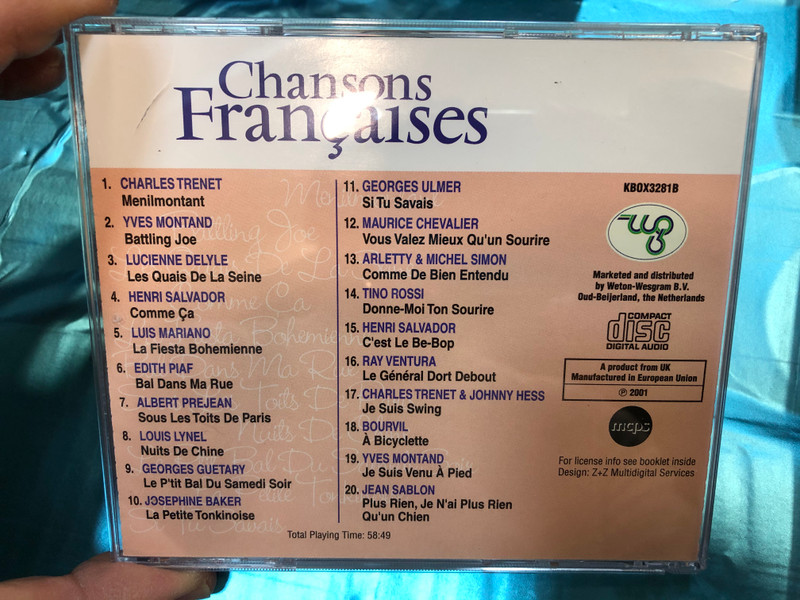 Chansons
Françaises
1. CHARLES TRENET
Menilmontant
2. YVES MONTAND
Battling Joe
3. LUCIENNE DELYLE
Les Quais De La Seine
4. HENRI SALVADOR
Comme Ça
5. LUIS MARIANO
La Fiesta Bohemienne
6. EDITH PIAF
Bal Dans Ma Rue
7. ALBERT PREJEAN
Sous Les Toits De Paris
8. LOUIS LYNEL
Nuits De Chine
9. GEORGES GUETARY
Le P'tit Bal Du Samedi Soir
10. JOSEPHINE BAKER
La Petite Tonkinoise
11. GEORGES ULMER
Si Tu Savais
12. MAURICE CHEVALIER
Vous Valez Mieux Qu'un Sourire
13. ARLETTY & MICHEL SIMON
Comme De Bien Entendu
14. TINO ROSSI
Donne-Moi Ton Sourire
15. HENRI SALVADOR
C'est Le Be-Bop
16. RAY VENTURA
Le Général Dort Debout
17. CHARLES TRENET & JOHNNY HESS
Je Suis Swing
18. BOURVIL
À Bicyclette
19. YVES MONTAND
Je Suis Venu À Pied
20. JEAN SABLON
Plus Rien, Je N'ai Plus Rien
Qu'un Chien
Total Playing Time: 58:49
KBOX3281B
Marketed and distributed
by Weton-Wesgram B.V.
Oud-Beijerland, the Netherlands
COMPACT
disc
DIGITAL AUDIO
A product from UK
Manufactured in European Union
℗ 2001
mcps
For license info see booklet inside
Design: Z+Z Multidigital Services